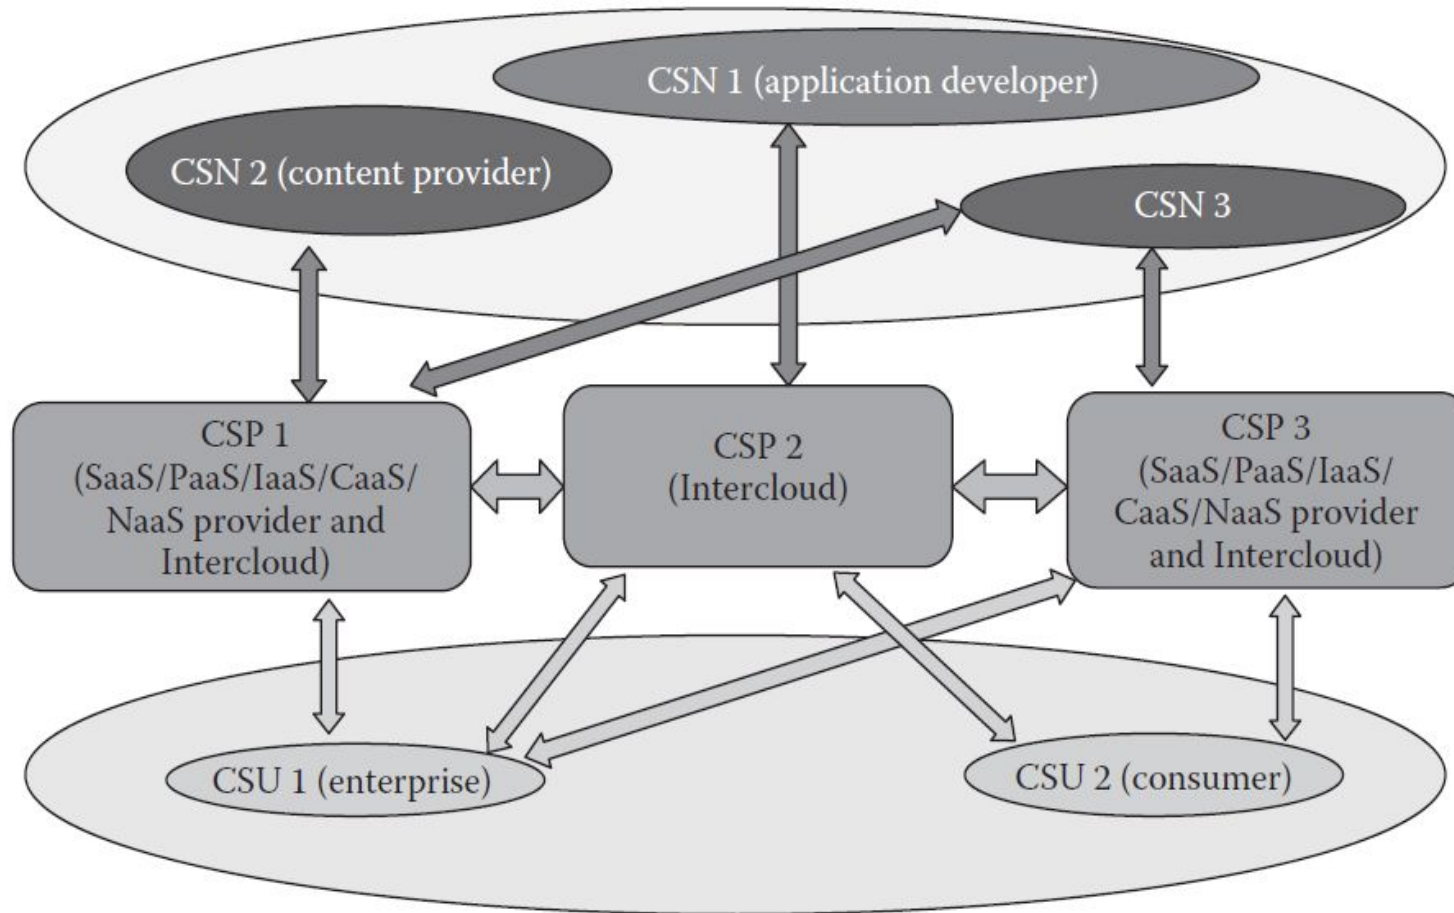 CSN 1 (application developer)
CSN 2 (content provider)
CSN 3
CSP 1
(SaaS/PaaS/IaaS/CaaS/
NaaS provider and
Intercloud)
CSP 2
(Intercloud)
CSP 3
(SaaS/PaaS/IaaS/
CaaS/NaaS provider
and Intercloud)
CSU 1 (enterprise)
CSU 2 (consumer)